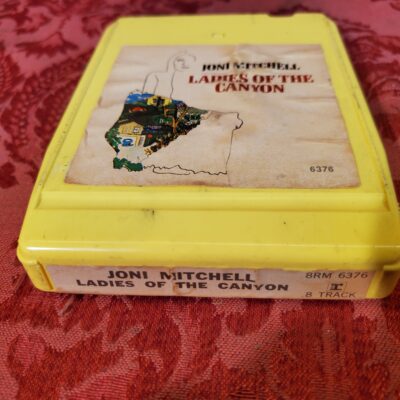 JONI MITCHELL
LADIES OF THE
CANYON
6376
JONI MITCHELL
LADIES OF THE CANYON
8RM 6376
8 TRACK